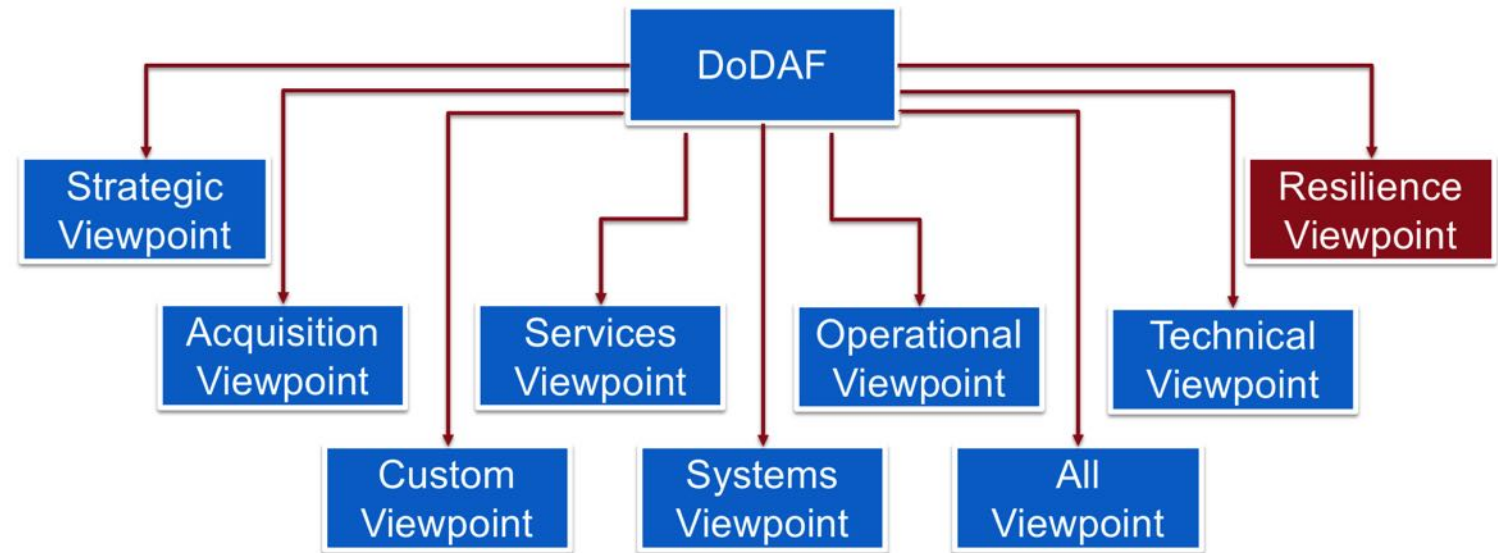 DoDAF
Strategic
Viewpoint
Resilience
Viewpoint
Acquisition
Viewpoint
Services
Viewpoint
Operational
Viewpoint
Technical
Viewpoint
Custom
Viewpoint
Systems
Viewpoint
All
Viewpoint